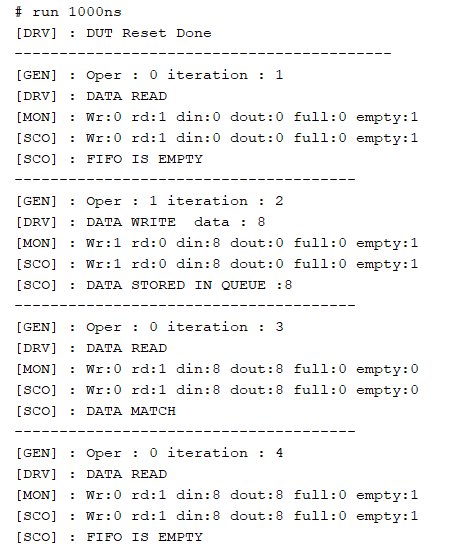 # run 1000ns
[DRV] : DUT Reset Done
------------------------------------------
[GEN] : Oper : 0 iteration : 1
[DRV] : DATA READ
[MON] : Wr:0 rd:1 din:0 dout:0 full:0 empty:1
[SCO] : Wr:0 rd:1 din:0 dout:0 full:0 empty:1
[SCO] : FIFO IS EMPTY
--------------------------------------
[GEN] : Oper : 1 iteration : 2
[DRV] : DATA WRITE  data : 8
[MON] : Wr:1 rd:0 din:8 dout:0 full:0 empty:1
[SCO] : Wr:1 rd:0 din:8 dout:0 full:0 empty:1
[SCO] : DATA STORED IN QUEUE :8
--------------------------------------
[GEN] : Oper : 0 iteration : 3
[DRV] : DATA READ
[MON] : Wr:0 rd:1 din:8 dout:8 full:0 empty:0
[SCO] : Wr:0 rd:1 din:8 dout:8 full:0 empty:0
[SCO] : DATA MATCH
--------------------------------------
[GEN] : Oper : 0 iteration : 4
[DRV] : DATA READ
[MON] : Wr:0 rd:1 din:8 dout:8 full:0 empty:1
[SCO] : Wr:0 rd:1 din:8 dout:8 full:0 empty:1
[SCO] : FIFO IS EMPTY